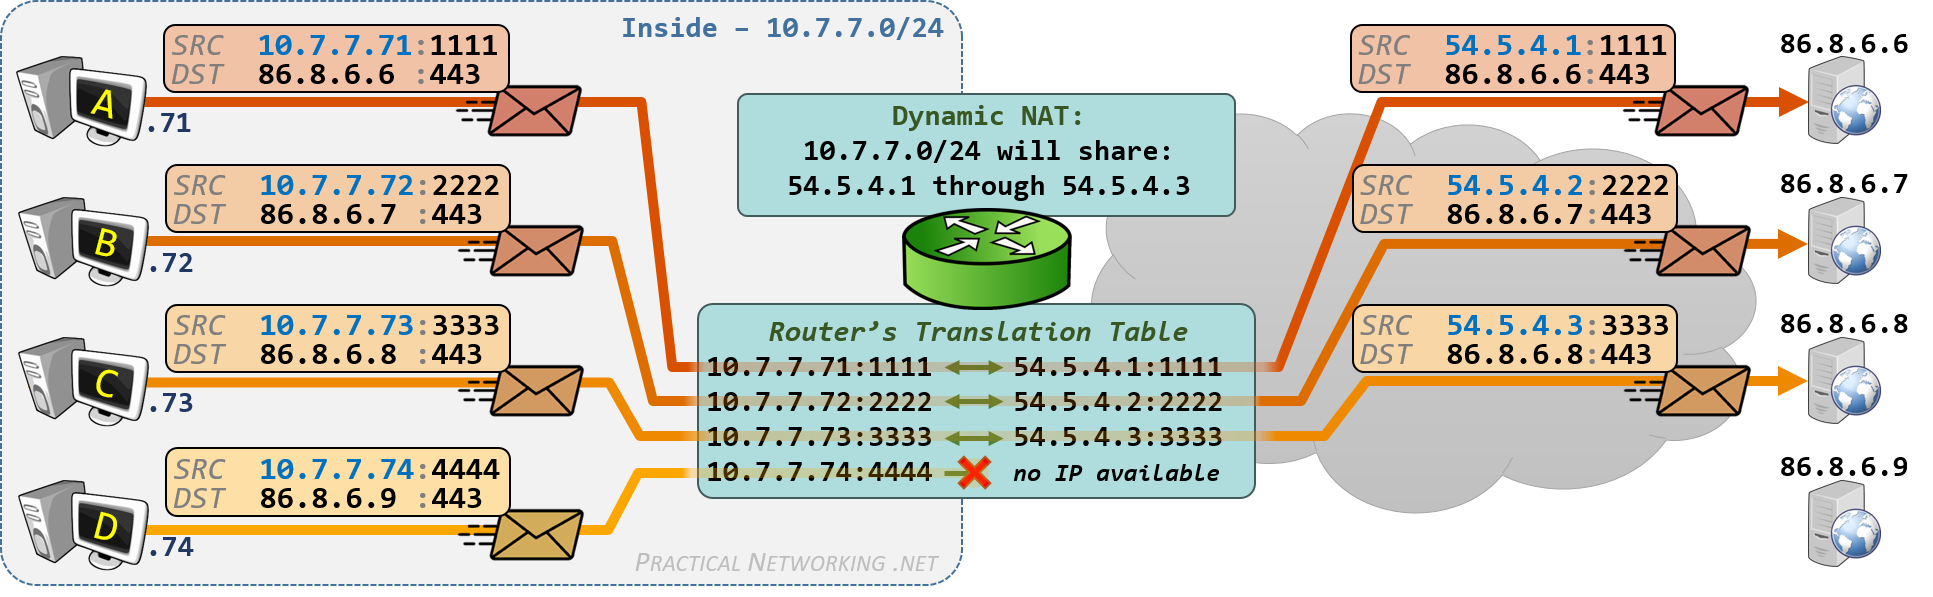 Inside – 10.7.7.0/24
A
.71
SRC 10.7.7.71:1111
DST 86.8.6.6 :443
B
.72
SRC 10.7.7.72:2222
DST 86.8.6.7 :443
C
.73
SRC 10.7.7.73:3333
DST 86.8.6.8 :443
D
.74
SRC 10.7.7.74:4444
DST 86.8.6.9 :443
Dynamic NAT:
10.7.7.0/24 will share:
54.5.4.1 through 54.5.4.3
Router’s Translation Table
10.7.7.71:1111 54.5.4.1:1111
10.7.7.72:2222 54.5.4.2:2222
10.7.7.73:3333 54.5.4.3:3333
10.7.7.74:4444 no IP available
PRACTICAL NETWORKING .NET
SRC 54.5.4.1:1111
DST 86.8.6.6:443
86.8.6.6
SRC 54.5.4.2:2222
DST 86.8.6.7:443
86.8.6.7
SRC 54.5.4.3:3333
DST 86.8.6.8:443
86.8.6.8
86.8.6.9